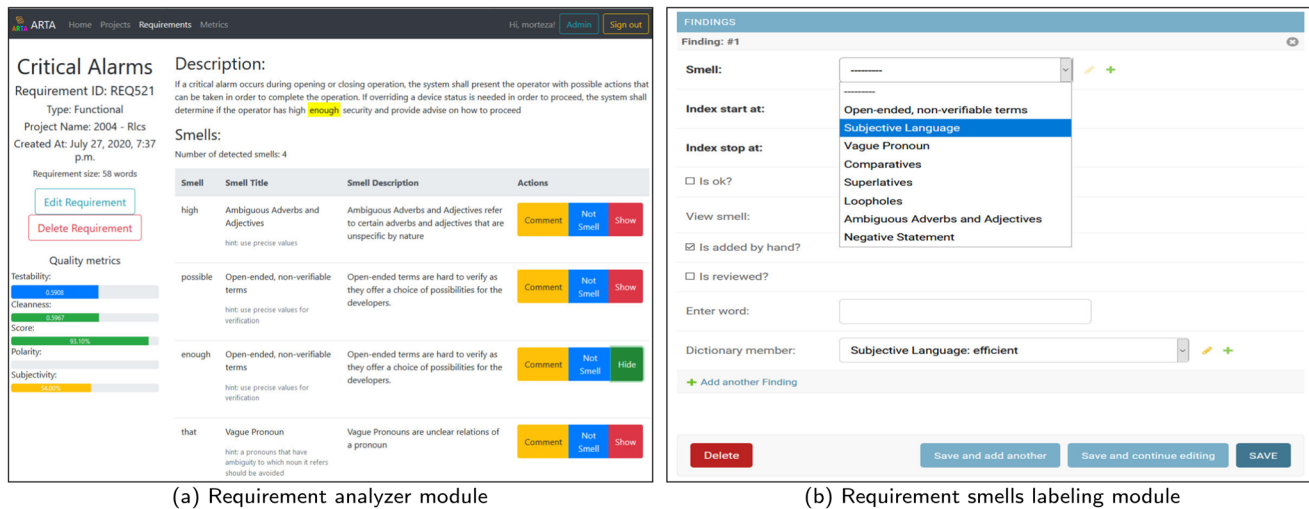 ARTA ARTA Home Projects Requirements Metrics Hi, morteza! Admin Sign out
Critical Alarms
Requirement ID: REQ521
Type: Functional
Project Name: 2004 - Rlcs
Created At: July 27, 2020, 7:37
p.m.
Requirement size: 58 words
Edit Requirement
Delete Requirement
Quality metrics
Testability:
0.5908
Cleanness:
0.5967
Score:
93.10%
Polarity:
Subjectivity:
54.00%
Description:
If a critical alarm occurs during opening or closing operation, the system shall present the operator with possible actions that
can be taken in order to complete the operation. If overriding a device status is needed in order to proceed, the system shall
determine if the operator has high enough security and provide advise on how to proceed
Smells:
Number of detected smells: 4
Smell Smell Title Smell Description Actions
high Ambiguous Adverbs and
Adjectives
hint: use precise values
Ambiguous Adverbs and Adjectives refer
to certain adverbs and adjectives that are
unspecific by nature
Comment Not
Smell Show
possible Open-ended, non-verifiable
terms
hint: use precise values for
verification
Open-ended terms are hard to verify as
they offer a choice of possibilities for the
developers.
Comment Not
Smell Show
enough Open-ended, non-verifiable
terms
hint: use precise values for
verification
Open-ended terms are hard to verify as
they offer a choice of possibilities for the
developers.
Comment Not
Smell Hide
that Vague Pronoun
hint: a pronouns that have
ambiguity to which noun it refers
should be avoided
Vague Pronouns are unclear relations of
a pronoun
Comment Not
Smell Show
(a) Requirement analyzer module
FINDINGS
Finding: #1
Smell: ---------
---------
Open-ended, non-verifiable terms
Subjective Language
Vague Pronoun
Comparatives
Superlatives
Loopholes
Ambiguous Adverbs and Adjectives
Negative Statement
Index start at:
Index stop at:
Is ok?
View smell:
Is added by hand?
Is reviewed?
Enter word:
Dictionary member: Subjective Language: efficient
Add another Finding
Delete Save and add another Save and continue editing SAVE
(b) Requirement smells labeling module